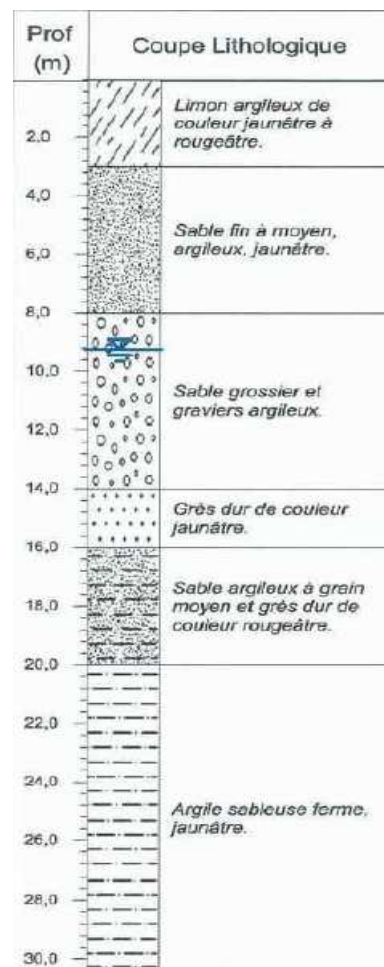 Prof
(m)
Coupe Lithologique
Limon argileux de
couleur jaunâtre à
rougeâtre.
2,0
4,0
Sable fin à moyen,
argileux, jaunâtre.
6,0
8,0
10,0
Sable grossier et
graviers argileux.
12,0
14,0
Grès dur de couleur
jaunâtre.
16,0
Sable argileux à grain
moyen et grès dur de
couleur rougeâtre.
18,0
20,0
22,0
24,0
Argile sableuse ferme,
jaunâtre.
26,0
28,0
30,0